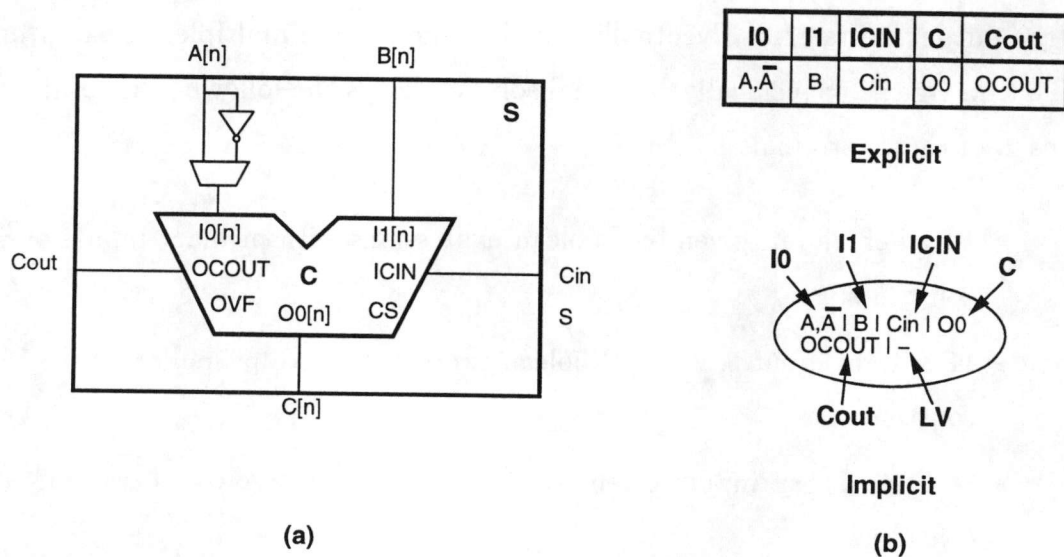 A[n] B[n]
S
I0[n] I1[n]
Cout OCOUT C ICIN Cin
OVF O0[n] CS S
C[n]
(a)
I0 I1 ICIN C Cout
A,A̅ B Cin O0 OCOUT
Explicit
I0 I1 ICIN C
A,A̅ | B | Cin | O0
OCOUT | –
Cout LV
Implicit
(b)